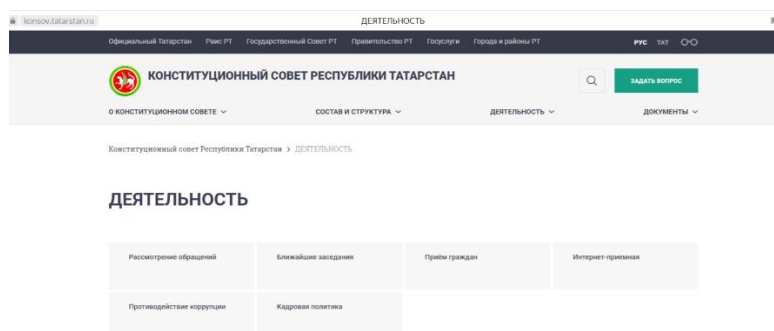 konsov.tatarstan.ru ДЕЯТЕЛЬНОСТЬ
Официальный Татарстан Раис РТ Государственный Совет РТ Правительство РТ Госуслуги Города и районы РТ РУС ТАТ
КОНСТИТУЦИОННЫЙ СОВЕТ РЕСПУБЛИКИ ТАТАРСТАН ЗАДАТЬ ВОПРОС
О КОНСТИТУЦИОННОМ СОВЕТЕ СОСТАВ И СТРУКТУРА ДЕЯТЕЛЬНОСТЬ ДОКУМЕНТЫ
Конституционный совет Республики Татарстан > ДЕЯТЕЛЬНОСТЬ
ДЕЯТЕЛЬНОСТЬ
Рассмотрение обращений Ближайшие заседания Приём граждан Интернет-приемная
Противодействие коррупции Кадровая политика